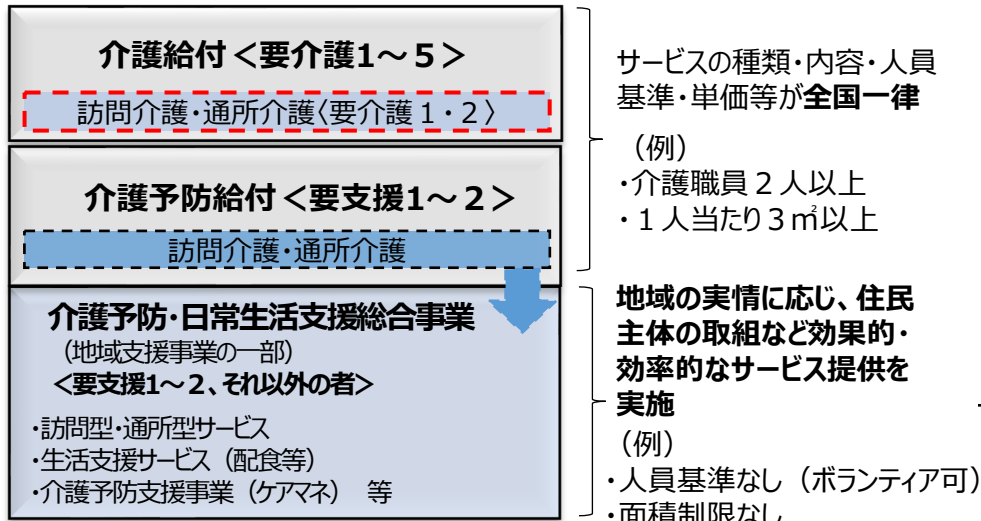 介護給付＜要介護1～５＞
訪問介護・通所介護〈要介護１・２〉
介護予防給付＜要支援1～２＞
訪問介護・通所介護
介護予防・日常生活支援総合事業
（地域支援事業の一部）
＜要支援1～２、それ以外の者＞
・訪問型・通所型サービス
・生活支援サービス（配食等）
・介護予防支援事業（ケアマネ）　等
サービスの種類・内容・人員
基準・単価等が全国一律
（例）
・介護職員２人以上
・１人当たり３㎡以上
地域の実情に応じ、住民
主体の取組など効果的・
効率的なサービス提供を
実施
（例）
・人員基準なし（ボランティア可）
・面積制限なし